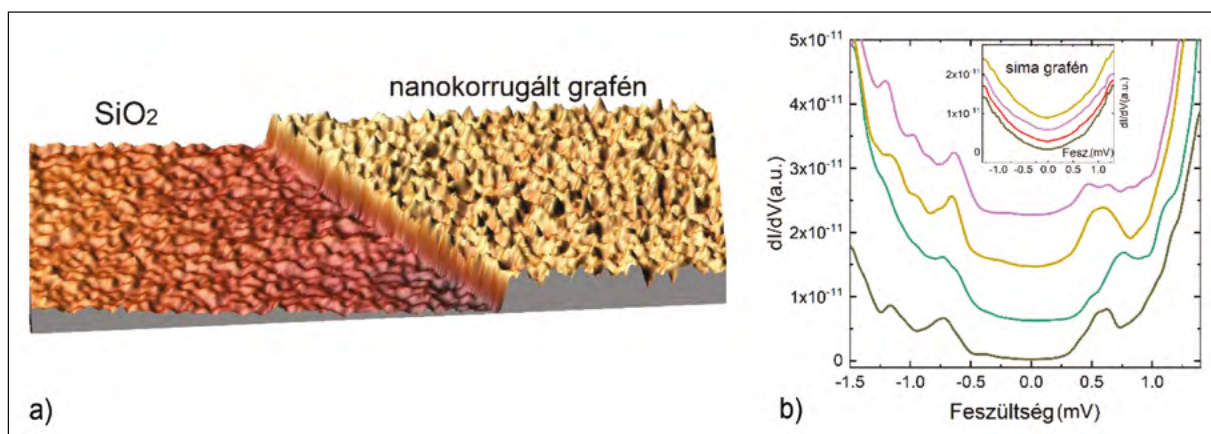 SiO₂
nanokorrugált grafén
a)
5x10⁻¹¹
4x10⁻¹¹
3x10⁻¹¹
2x10⁻¹¹
1x10⁻¹¹
0
dI/dV(a.u.)
-1.5 -1.0 -0.5 0.0 0.5 1.0
Feszültség (mV)
sima grafén
2x10⁻¹¹
1x10⁻¹¹
0
dI/dV(a.u.)
Fesz.(mV)
-1.0 -0.5 0.0 0.5 1.0
b)